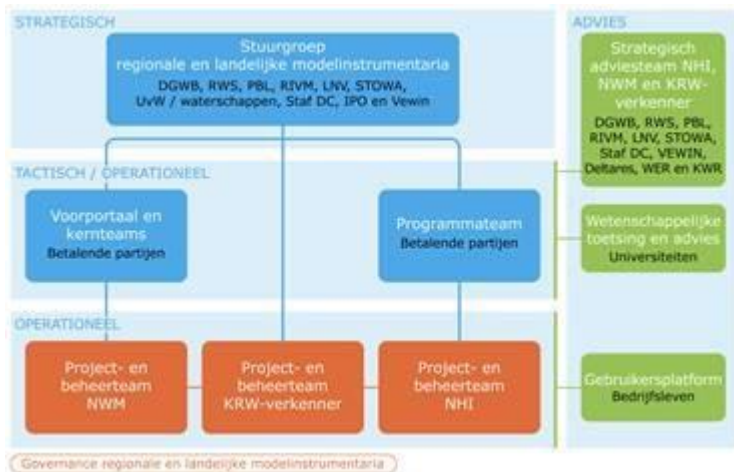 STRATEGISCH
Stuurgroep
regionale en landelijke modelinstrumentaria
DGWB, RWS, PBL, RIVM, LNV, STOWA,
UvW / waterschappen, Staf DC, IPO en Vewin
ADVIES
Strategisch
adviesteam NHI,
NWM en KRW-
verkenner
DGWB, RWS, PBL,
RIVM, LNV, STOWA,
Staf DC, VEWIN,
Deltares, WER en KWR
TACTISCH / OPERATIONEEL
Voorportaal en
kernteams
Betalende partijen
Programmateam
Betalende partijen
Wetenschappelijke
toetsing en advies
Universiteiten
OPERATIONEEL
Project- en
beheerteam
NWM
Project- en
beheerteam
KRW-verkenner
Project- en
beheerteam
NHI
Gebruikersplatform
Bedrijfsleven
Governance regionale en landelijke modelinstrumentaria